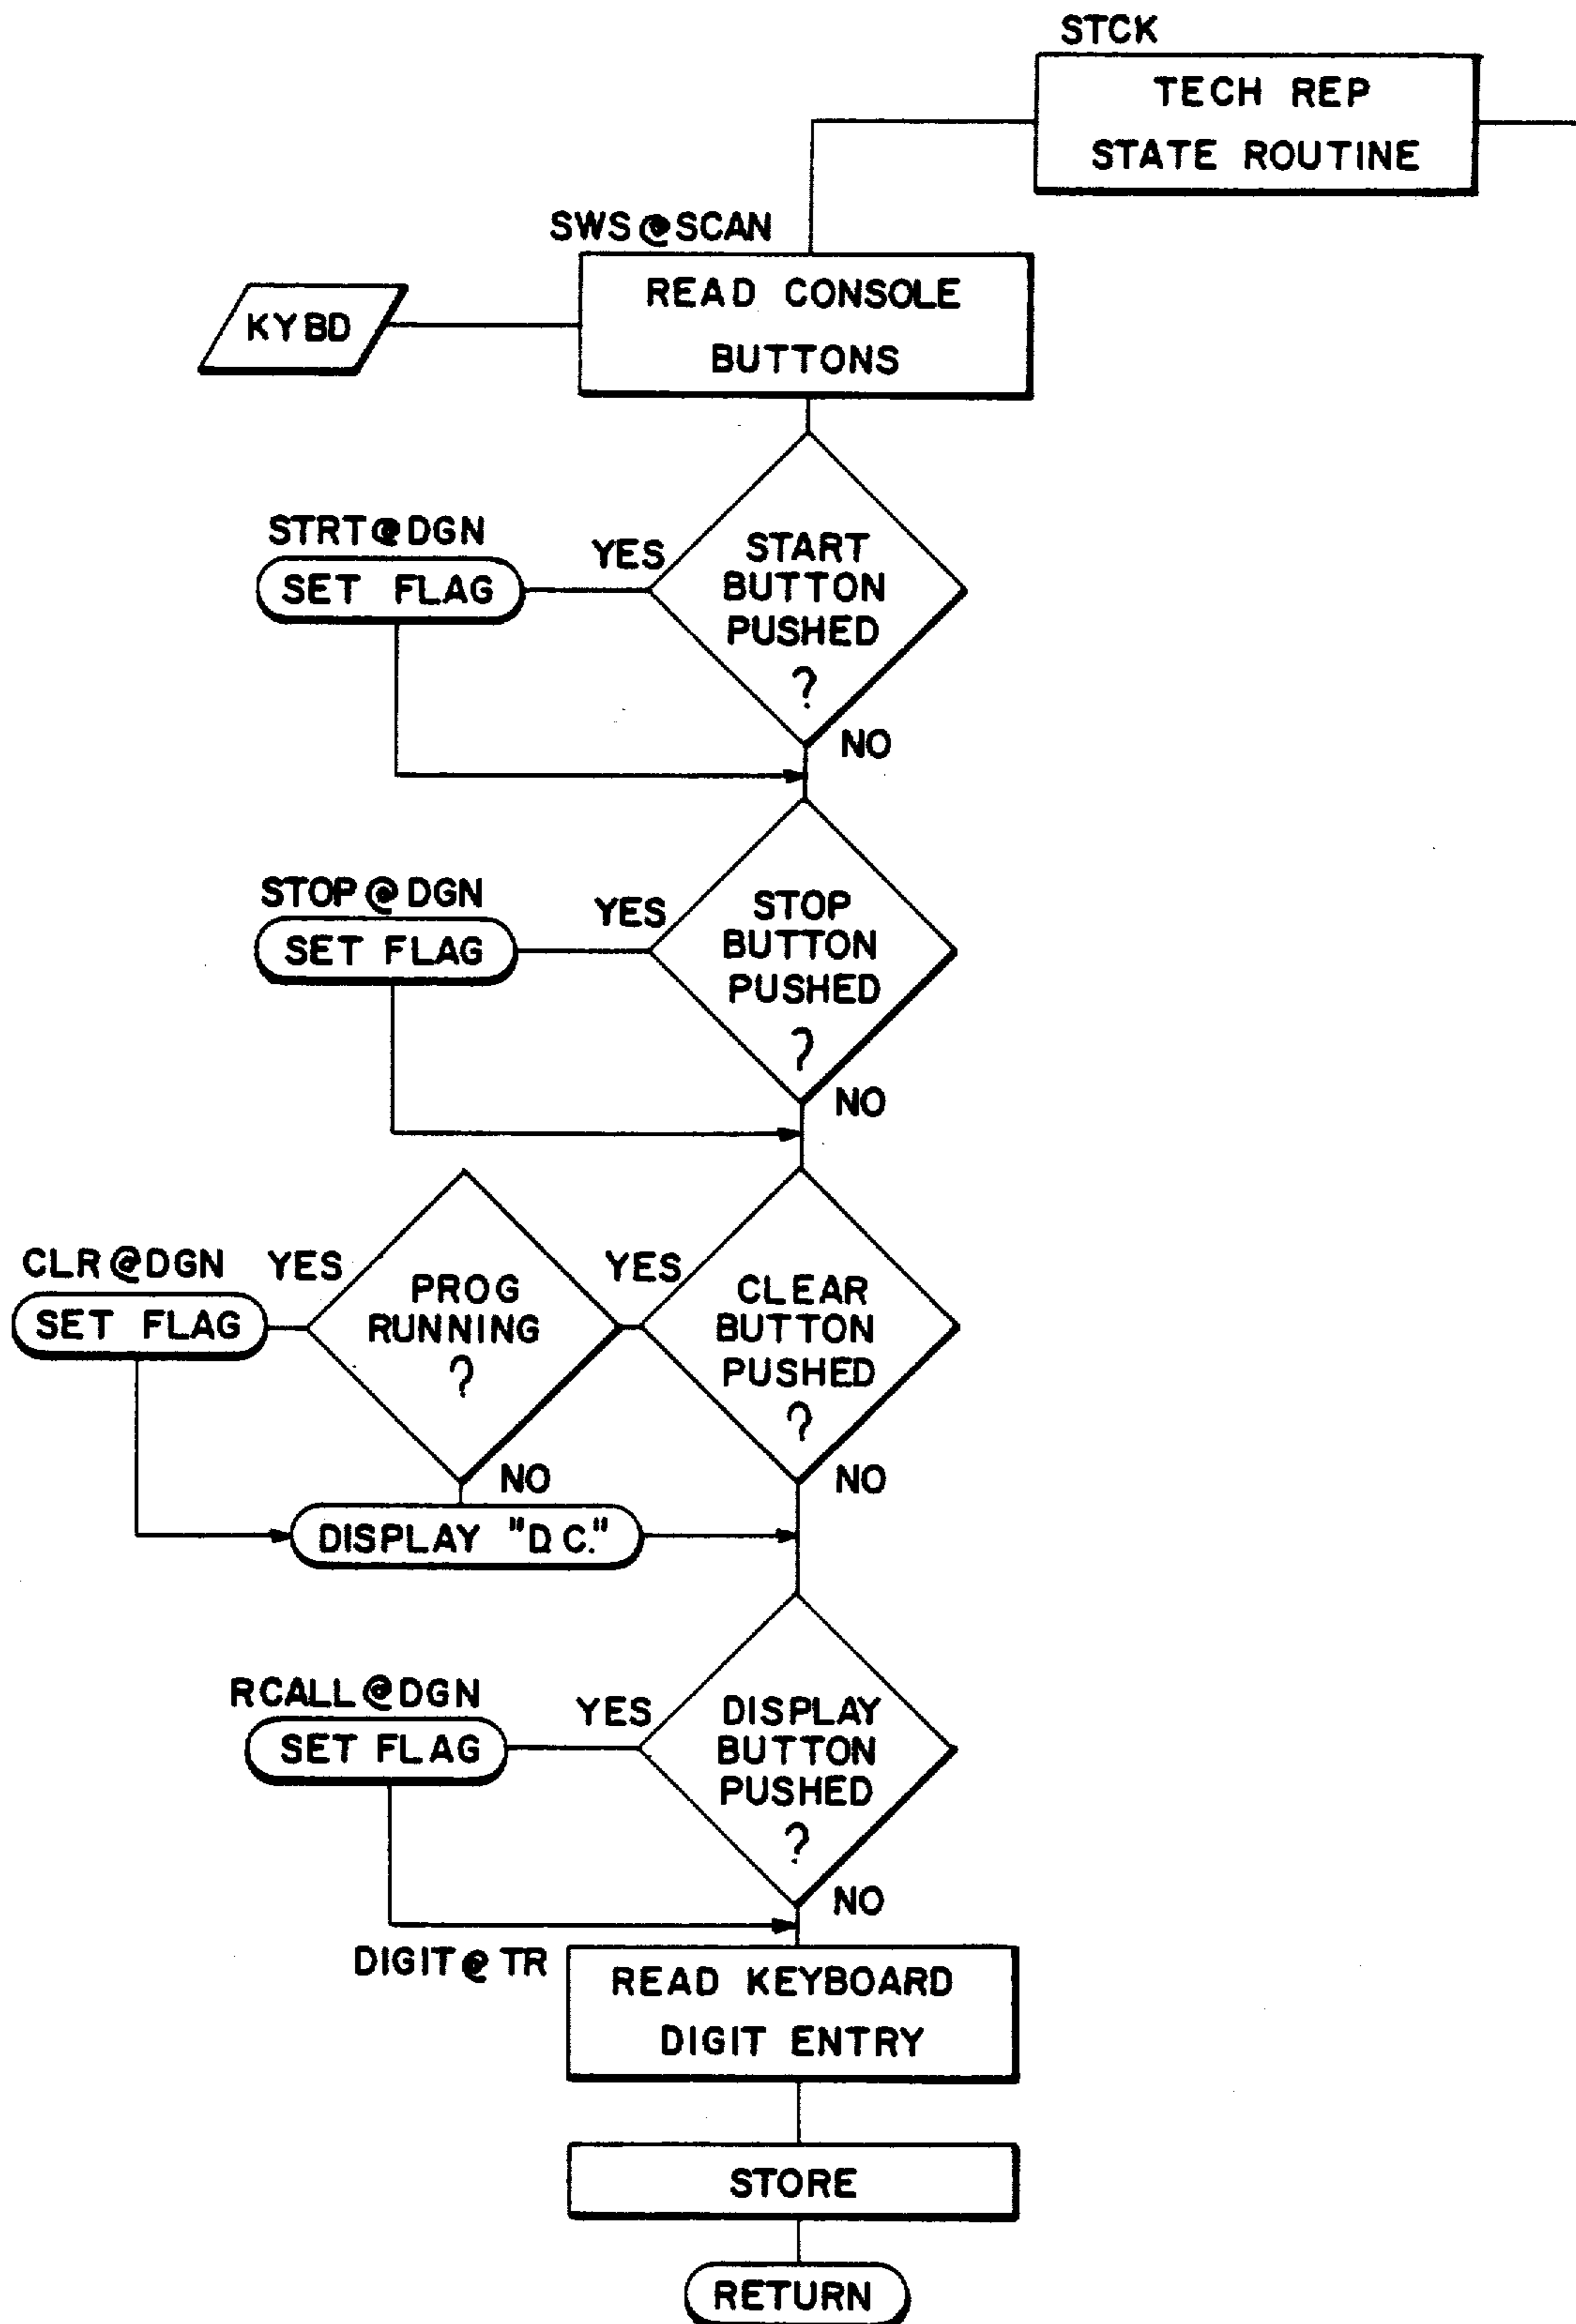 STCK
TECH REP
STATE ROUTINE
SWS@SCAN
READ CONSOLE
BUTTONS
KYBD
STRT@DGN
SET FLAG
YES
START
BUTTON
PUSHED
?
NO
STOP@DGN
SET FLAG
YES
STOP
BUTTON
PUSHED
?
NO
CLR@DGN
SET FLAG
YES
PROG
RUNNING
?
NO
YES
CLEAR
BUTTON
PUSHED
?
NO
DISPLAY "D.C."
RCALL@DGN
SET FLAG
YES
DISPLAY
BUTTON
PUSHED
?
NO
DIGIT@TR
READ KEYBOARD
DIGIT ENTRY
STORE
RETURN